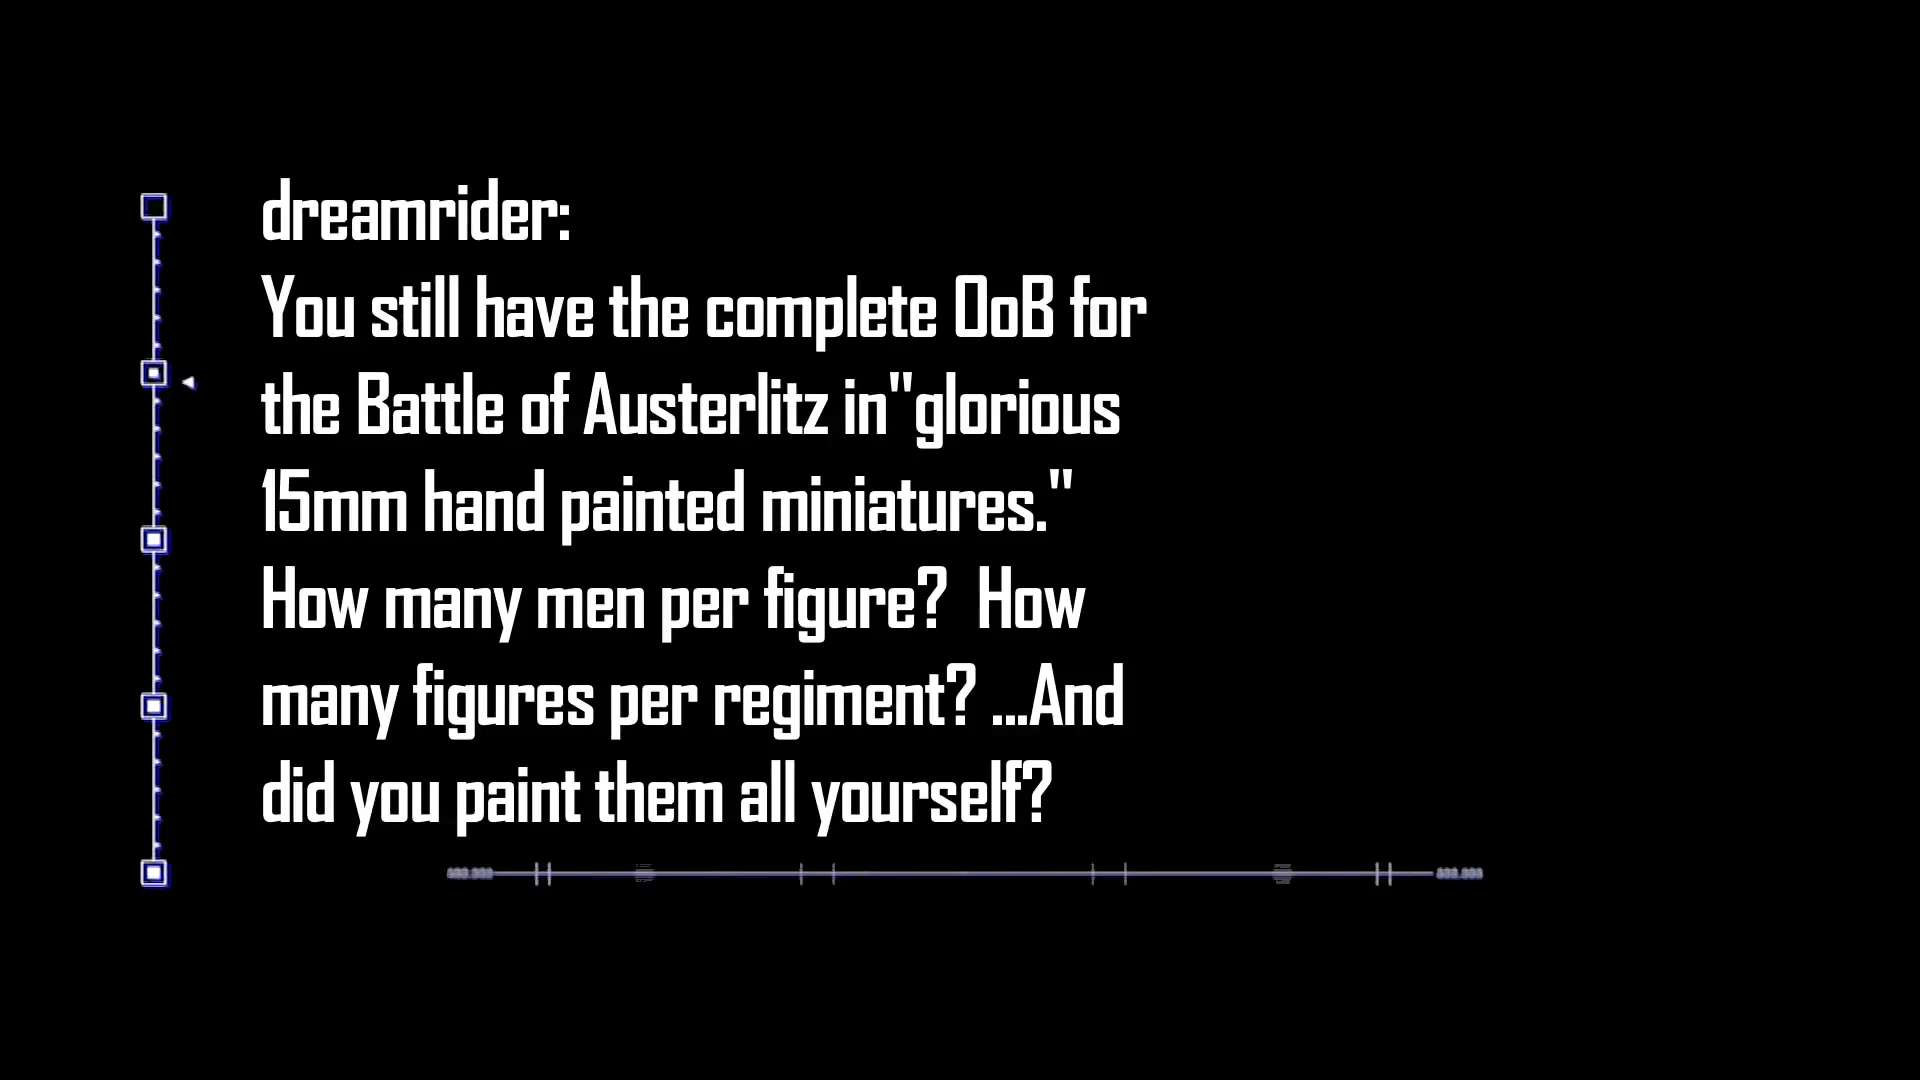 dreamrider:
You still have the complete OoB for
the Battle of Austerlitz in"glorious
15mm hand painted miniatures."
How many men per figure?  How
many figures per regiment? ...And
did you paint them all yourself?